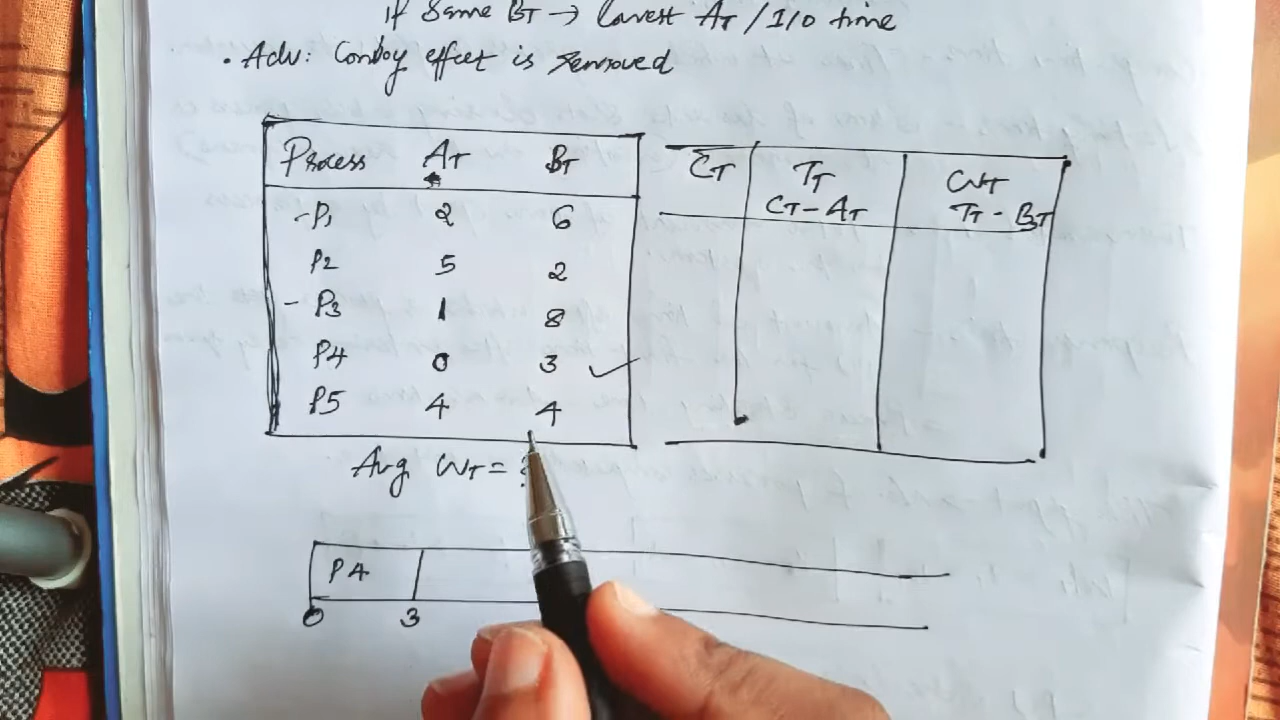 If Same BT → lowest AT / I/O time
• Adv: Convoy effect is removed
Process AT BT CT TT WT
CT - AT TT - BT
- P1 2 6
P2 5 2
- P3 1 8
P4 0 3 ✓
P5 4 4
Avg WT =
P4
0 3